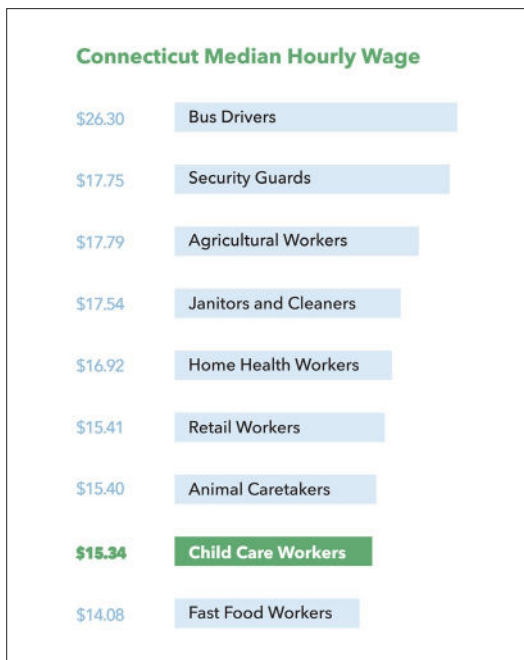 Connecticut Median Hourly Wage
$26.30 Bus Drivers
$17.75 Security Guards
$17.79 Agricultural Workers
$17.54 Janitors and Cleaners
$16.92 Home Health Workers
$15.41 Retail Workers
$15.40 Animal Caretakers
$15.34 Child Care Workers
$14.08 Fast Food Workers